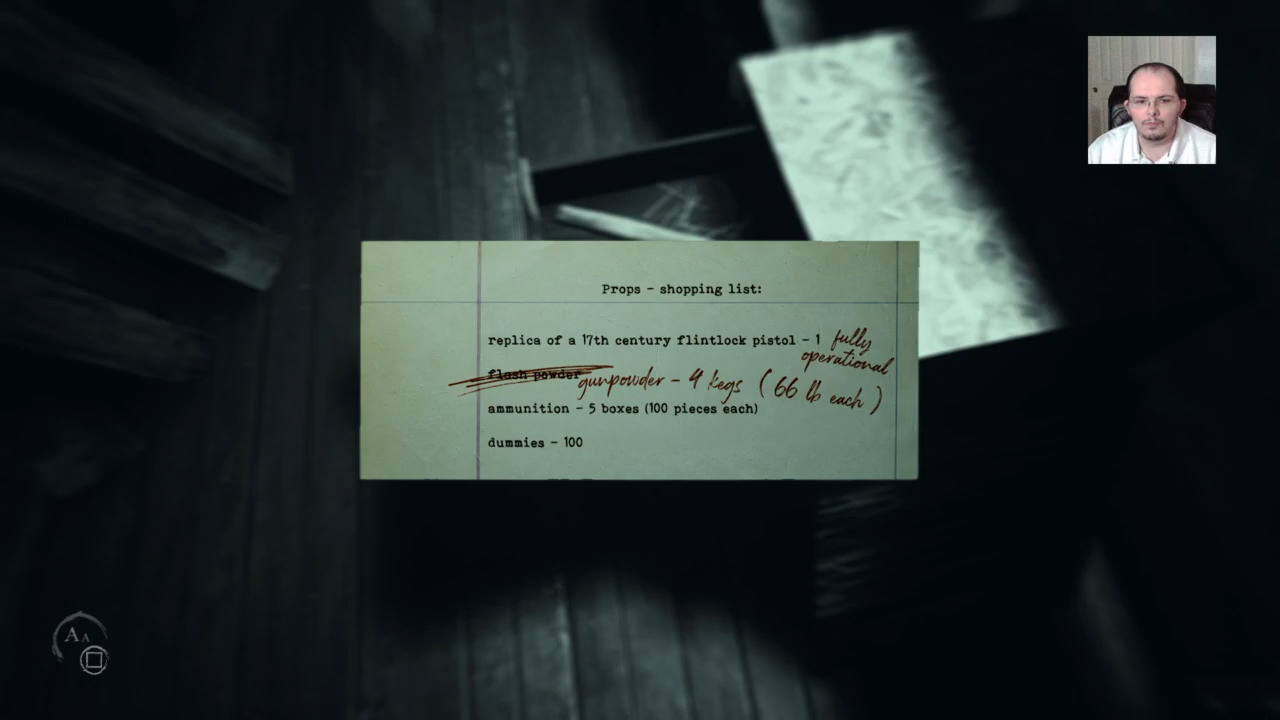 Props - shopping list:
replica of a 17th century flintlock pistol - 1 fully
operational
flash powder gunpowder - 4 kegs (66 lb each)
ammunition - 5 boxes (100 pieces each)
dummies - 100
AA